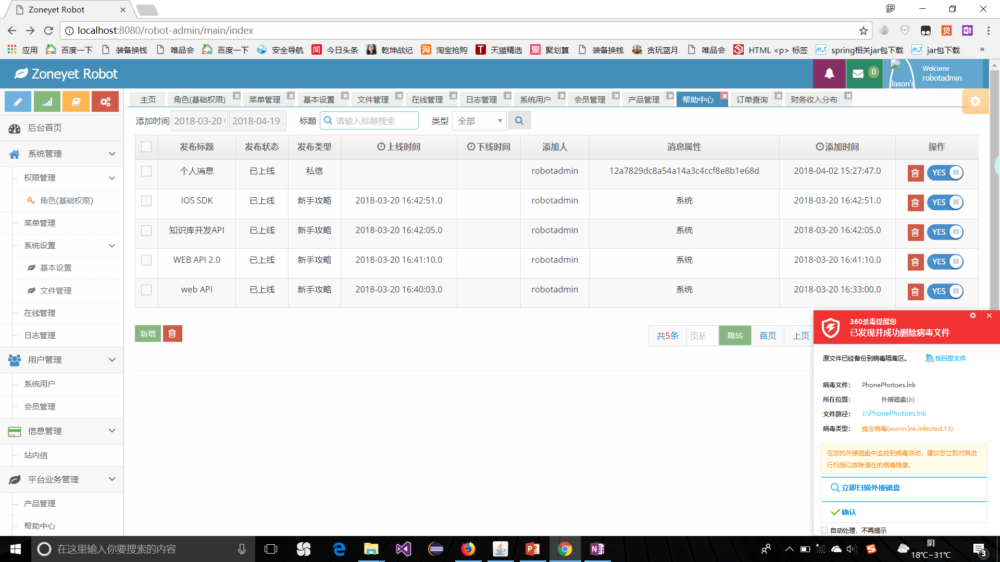 Zoneyet Robot
localhost:8080/robot-admin/main/index
应用 百度一下 装备换钱 唯品会 百度一下 安全导航 今日头条 乾坤战纪 淘宝抢购 天猫精选 聚划算 装备换钱 贪玩蓝月 唯品会 HTML <p> 标签 spring相关jar包下载 jar包下载 »
Zoneyet Robot
0
Jason's
Welcome
robotadmin
主页 角色(基础权限) 菜单管理 基本设置 文件管理 在线管理 日志管理 系统用户 会员管理 产品管理 帮助中心 订单查询 财务收入分布
后台首页
系统管理
权限管理
角色(基础权限)
菜单管理
系统设置
基本设置
文件管理
在线管理
日志管理
用户管理
系统用户
会员管理
信息管理
站内信
平台业务管理
产品管理
帮助中心
添加时间 2018-03-20 2018-04-19 标题 请输入标题搜索 类型 全部
发布标题 发布状态 发布类型 上线时间 下线时间 添加人 消息属性 添加时间 操作
个人消息 已上线 私信 robotadmin 12a7829dc8a54a14a3c4ccf8e8b1e68d 2018-04-02 15:27:47.0 YES
IOS SDK 已上线 新手攻略 2018-03-20 16:42:51.0 robotadmin 系统 2018-03-20 16:42:51.0 YES
知识库开发API 已上线 新手攻略 2018-03-20 16:42:05.0 robotadmin 系统 2018-03-20 16:42:05.0 YES
WEB API 2.0 已上线 新手攻略 2018-03-20 16:41:10.0 robotadmin 系统 2018-03-20 16:41:10.0 YES
web API 已上线 新手攻略 2018-03-20 16:40:03.0 robotadmin 系统 2018-03-20 16:33:00.0 YES
新增
共5条 页码 跳转 首页 上页
360杀毒提醒您
已发现并成功删除病毒文件
原文件已经备份到病毒隔离区。 找回原文件
病毒文件： PhonePhotoes.lnk
所在位置： 外接磁盘(J:)
文件路径： J:\PhonePhotoes.lnk
病毒类型： 蠕虫病毒(worm.lnk.infected.13)
在您的外接磁盘中监控到病毒活动，建议您立即对其进
行扫描以排除潜在的病毒隐患。
立即扫描外接磁盘
确认
自动处理，不再提示
在这里输入你要搜索的内容
阴
18℃~31℃
3